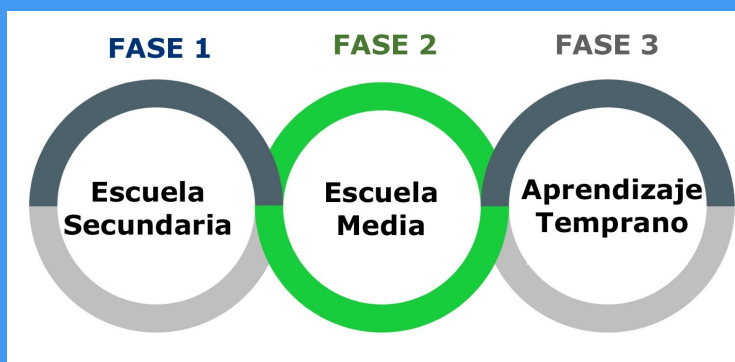 FASE 1
FASE 2
FASE 3
Escuela
Secundaria
Escuela
Media
Aprendizaje
Temprano